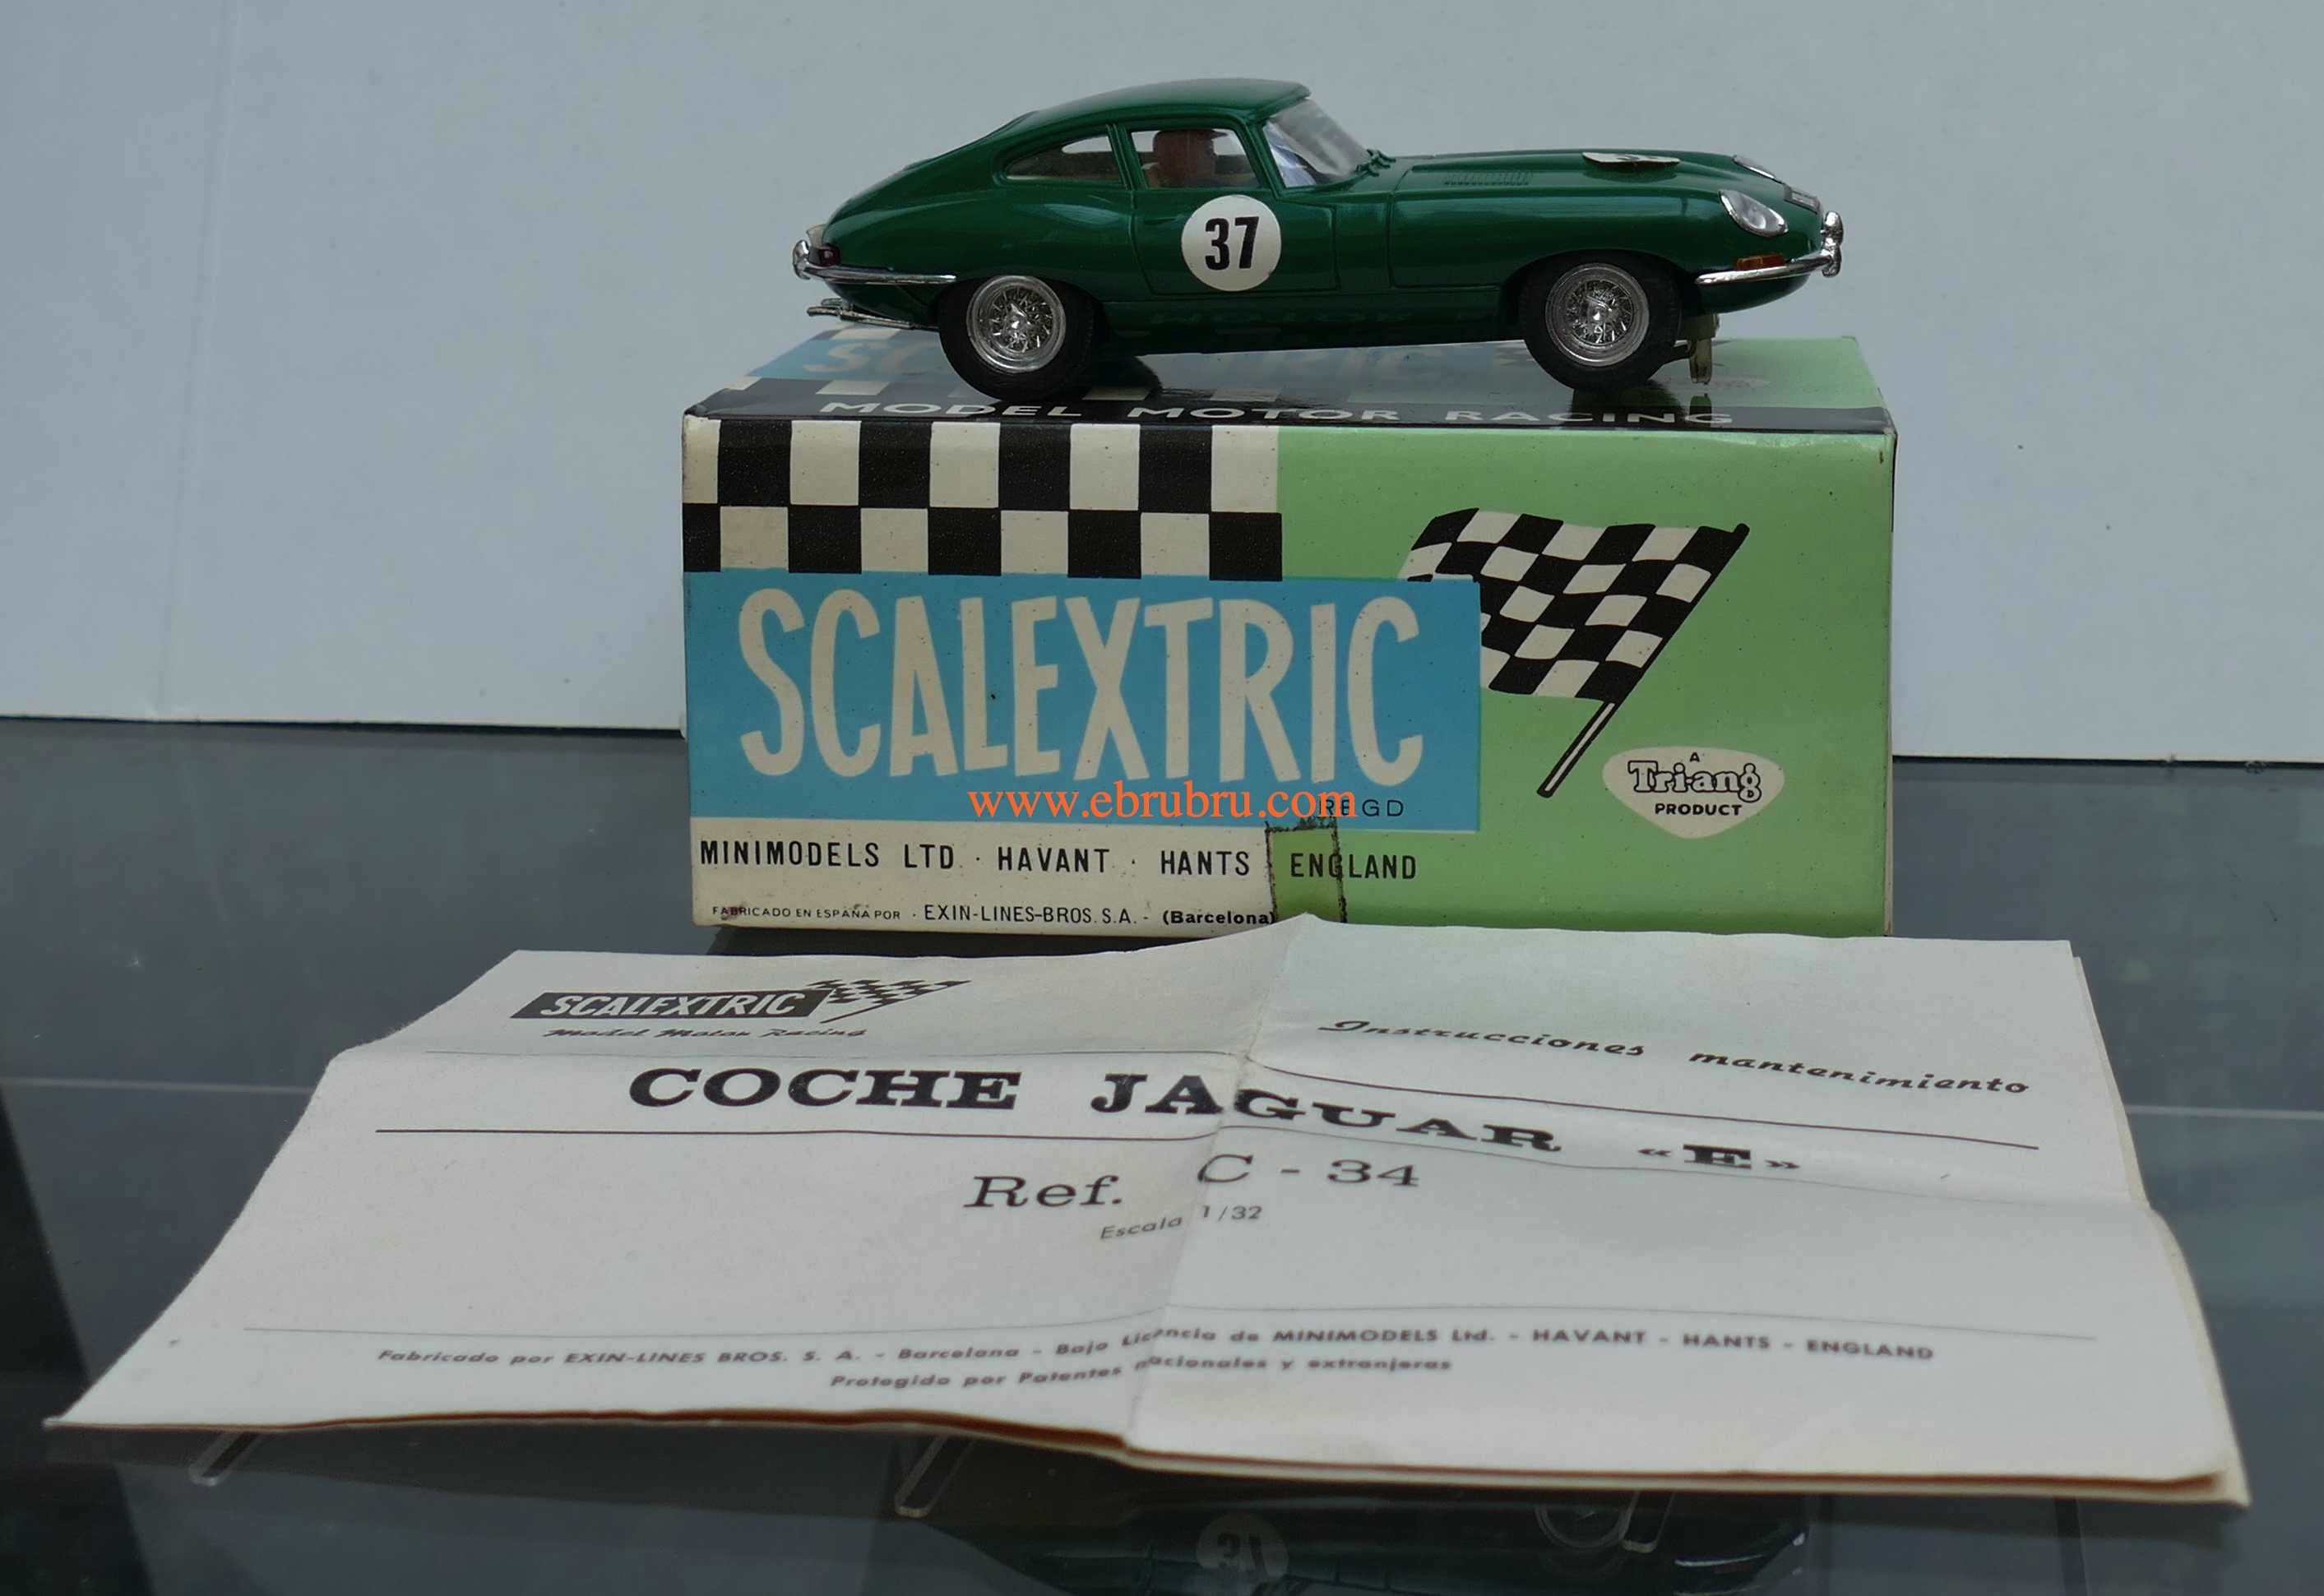 37
MODEL MOTOR RACING
SCALEXTRIC
REGD
www.ebrubru.com
A
Tri-ang
PRODUCT
MINIMODELS LTD · HAVANT · HANTS ENGLAND
FABRICADO EN ESPAÑA POR · EXIN-LINES-BROS. S.A. - (Barcelona)
SCALEXTRIC
Model Motor Racing
Instrucciones mantenimiento
COCHE JAGUAR «E»
Ref. C - 34
Escala 1/32
Fabricado por EXIN-LINES BROS. S. A. - Barcelona - Bajo Licencia de MINIMODELS Ltd. - HAVANT - HANTS - ENGLAND
Protegido por Patentes nacionales y extranjeras